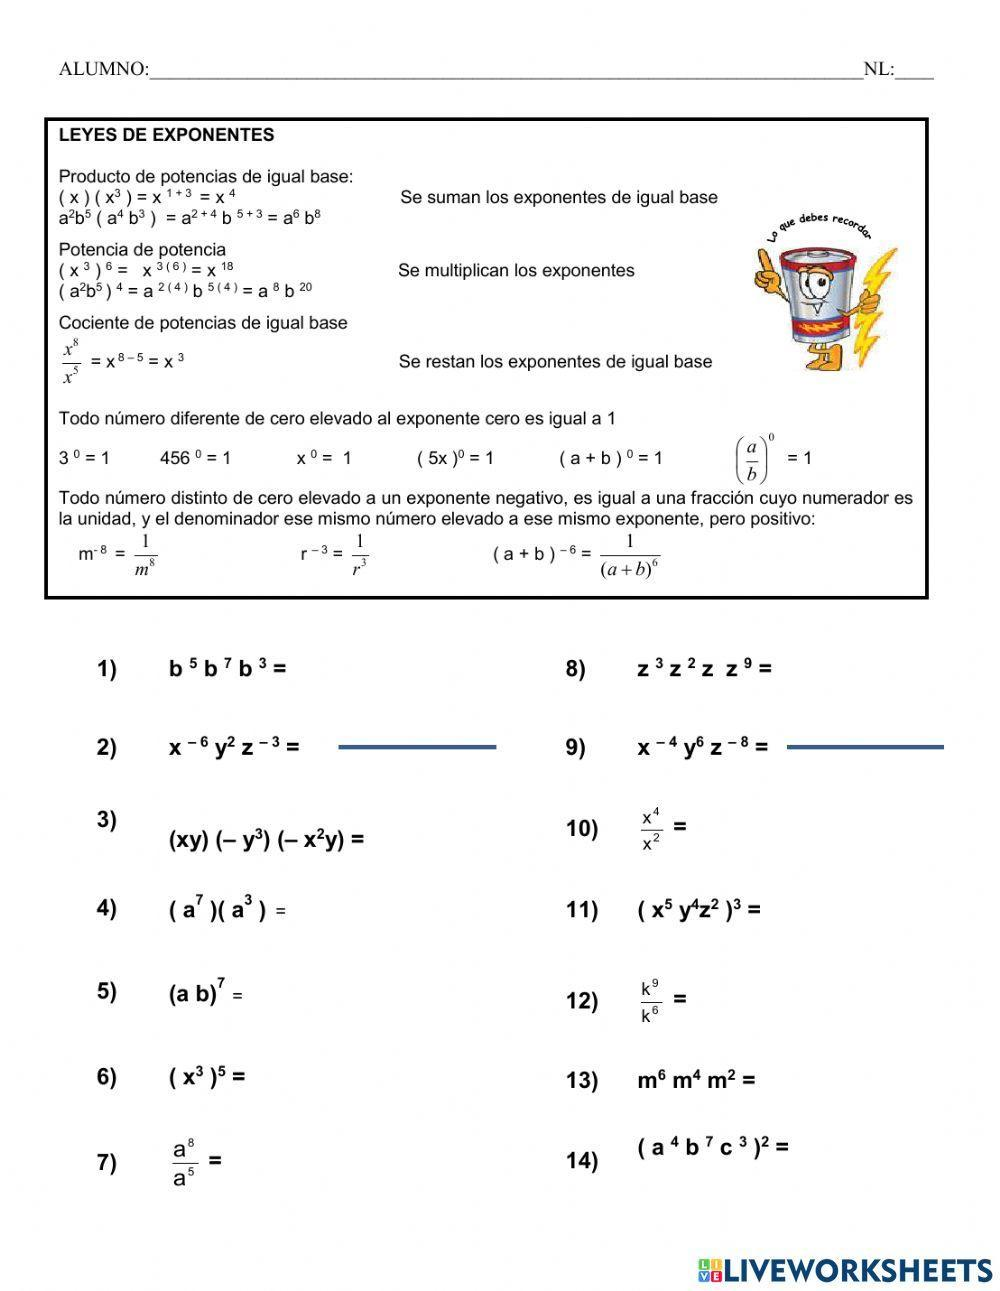 ALUMNO:_______________________________________________________________________NL:____
LEYES DE EXPONENTES
Producto de potencias de igual base:
( x ) ( x³ ) = x ¹ ⁺ ³ = x ⁴ Se suman los exponentes de igual base
a²b⁵ ( a⁴ b³ ) = a² ⁺ ⁴ b ⁵ ⁺ ³ = a⁶ b⁸
Lo que debes recordar
Potencia de potencia
( x ³ ) ⁶ = x ³ ⁽ ⁶ ⁾ = x ¹⁸ Se multiplican los exponentes
( a²b⁵ ) ⁴ = a ² ⁽ ⁴ ⁾ b ⁵ ⁽ ⁴ ⁾ = a ⁸ b ²⁰
Cociente de potencias de igual base
x⁸/x⁵ = x ⁸ ⁻ ⁵ = x ³ Se restan los exponentes de igual base
Todo número diferente de cero elevado al exponente cero es igual a 1
3 ⁰ = 1 456 ⁰ = 1 x ⁰ = 1 ( 5x )⁰ = 1 ( a + b ) ⁰ = 1 (a/b)⁰ = 1
Todo número distinto de cero elevado a un exponente negativo, es igual a una fracción cuyo numerador es
la unidad, y el denominador ese mismo número elevado a ese mismo exponente, pero positivo:
m⁻⁸ = 1/m⁸ r ⁻ ³ = 1/r³ ( a + b ) ⁻ ⁶ = 1/(a + b)⁶
1) b ⁵ b ⁷ b ³ =
2) x ⁻ ⁶ y² z ⁻ ³ =
3) (xy) (– y³) (– x²y) =
4) ( a⁷ )( a³ ) =
5) (a b)⁷ =
6) ( x³ )⁵ =
7) a⁸/a⁵ =
8) z ³ z ² z z ⁹ =
9) x ⁻ ⁴ y⁶ z ⁻ ⁸ =
10) x⁴/x² =
11) ( x⁵ y⁴z² )³ =
12) k⁹/k⁶ =
13) m⁶ m⁴ m² =
14) ( a ⁴ b ⁷ c ³ )² =
LIVE LIVEWORKSHEETS